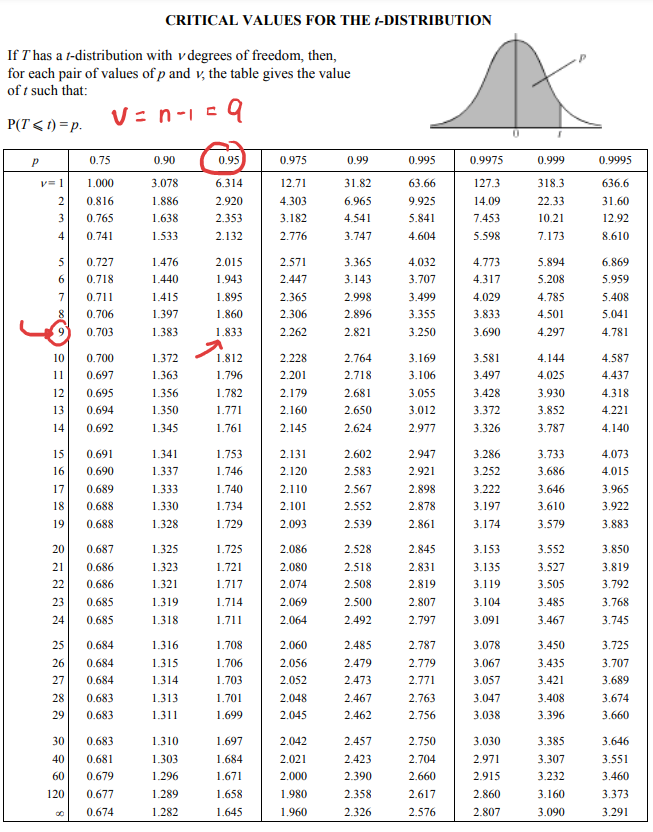 CRITICAL VALUES FOR THE t-DISTRIBUTION
If T has a t-distribution with ν degrees of freedom, then,
for each pair of values of p and ν, the table gives the value
of t such that:
P(T ⩽ t) = p.
V = n-1 = 9
p
0 t
p 0.75 0.90 0.95 0.975 0.99 0.995 0.9975 0.999 0.9995
ν = 1 1.000 3.078 6.314 12.71 31.82 63.66 127.3 318.3 636.6
2 0.816 1.886 2.920 4.303 6.965 9.925 14.09 22.33 31.60
3 0.765 1.638 2.353 3.182 4.541 5.841 7.453 10.21 12.92
4 0.741 1.533 2.132 2.776 3.747 4.604 5.598 7.173 8.610
5 0.727 1.476 2.015 2.571 3.365 4.032 4.773 5.894 6.869
6 0.718 1.440 1.943 2.447 3.143 3.707 4.317 5.208 5.959
7 0.711 1.415 1.895 2.365 2.998 3.499 4.029 4.785 5.408
8 0.706 1.397 1.860 2.306 2.896 3.355 3.833 4.501 5.041
9 0.703 1.383 1.833 2.262 2.821 3.250 3.690 4.297 4.781
10 0.700 1.372 1.812 2.228 2.764 3.169 3.581 4.144 4.587
11 0.697 1.363 1.796 2.201 2.718 3.106 3.497 4.025 4.437
12 0.695 1.356 1.782 2.179 2.681 3.055 3.428 3.930 4.318
13 0.694 1.350 1.771 2.160 2.650 3.012 3.372 3.852 4.221
14 0.692 1.345 1.761 2.145 2.624 2.977 3.326 3.787 4.140
15 0.691 1.341 1.753 2.131 2.602 2.947 3.286 3.733 4.073
16 0.690 1.337 1.746 2.120 2.583 2.921 3.252 3.686 4.015
17 0.689 1.333 1.740 2.110 2.567 2.898 3.222 3.646 3.965
18 0.688 1.330 1.734 2.101 2.552 2.878 3.197 3.610 3.922
19 0.688 1.328 1.729 2.093 2.539 2.861 3.174 3.579 3.883
20 0.687 1.325 1.725 2.086 2.528 2.845 3.153 3.552 3.850
21 0.686 1.323 1.721 2.080 2.518 2.831 3.135 3.527 3.819
22 0.686 1.321 1.717 2.074 2.508 2.819 3.119 3.505 3.792
23 0.685 1.319 1.714 2.069 2.500 2.807 3.104 3.485 3.768
24 0.685 1.318 1.711 2.064 2.492 2.797 3.091 3.467 3.745
25 0.684 1.316 1.708 2.060 2.485 2.787 3.078 3.450 3.725
26 0.684 1.315 1.706 2.056 2.479 2.779 3.067 3.435 3.707
27 0.684 1.314 1.703 2.052 2.473 2.771 3.057 3.421 3.689
28 0.683 1.313 1.701 2.048 2.467 2.763 3.047 3.408 3.674
29 0.683 1.311 1.699 2.045 2.462 2.756 3.038 3.396 3.660
30 0.683 1.310 1.697 2.042 2.457 2.750 3.030 3.385 3.646
40 0.681 1.303 1.684 2.021 2.423 2.704 2.971 3.307 3.551
60 0.679 1.296 1.671 2.000 2.390 2.660 2.915 3.232 3.460
120 0.677 1.289 1.658 1.980 2.358 2.617 2.860 3.160 3.373
∞ 0.674 1.282 1.645 1.960 2.326 2.576 2.807 3.090 3.291